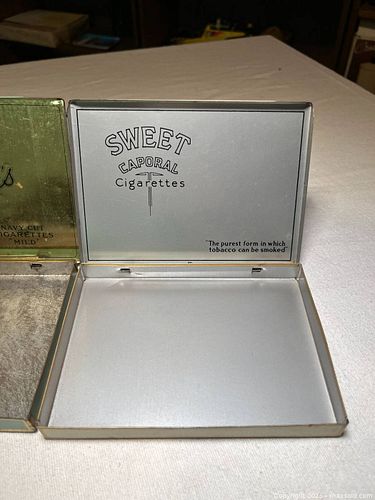 's
NAVY CUT
CIGARETTES
"MILD"
SWEET
CAPORAL
Cigarettes
"The purest form in which
tobacco can be smoked"